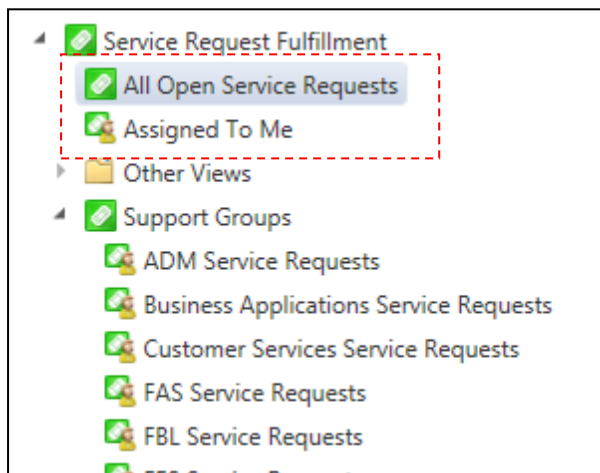 Service Request Fulfillment
All Open Service Requests
Assigned To Me
Other Views
Support Groups
ADM Service Requests
Business Applications Service Requests
Customer Services Service Requests
FAS Service Requests
FBL Service Requests